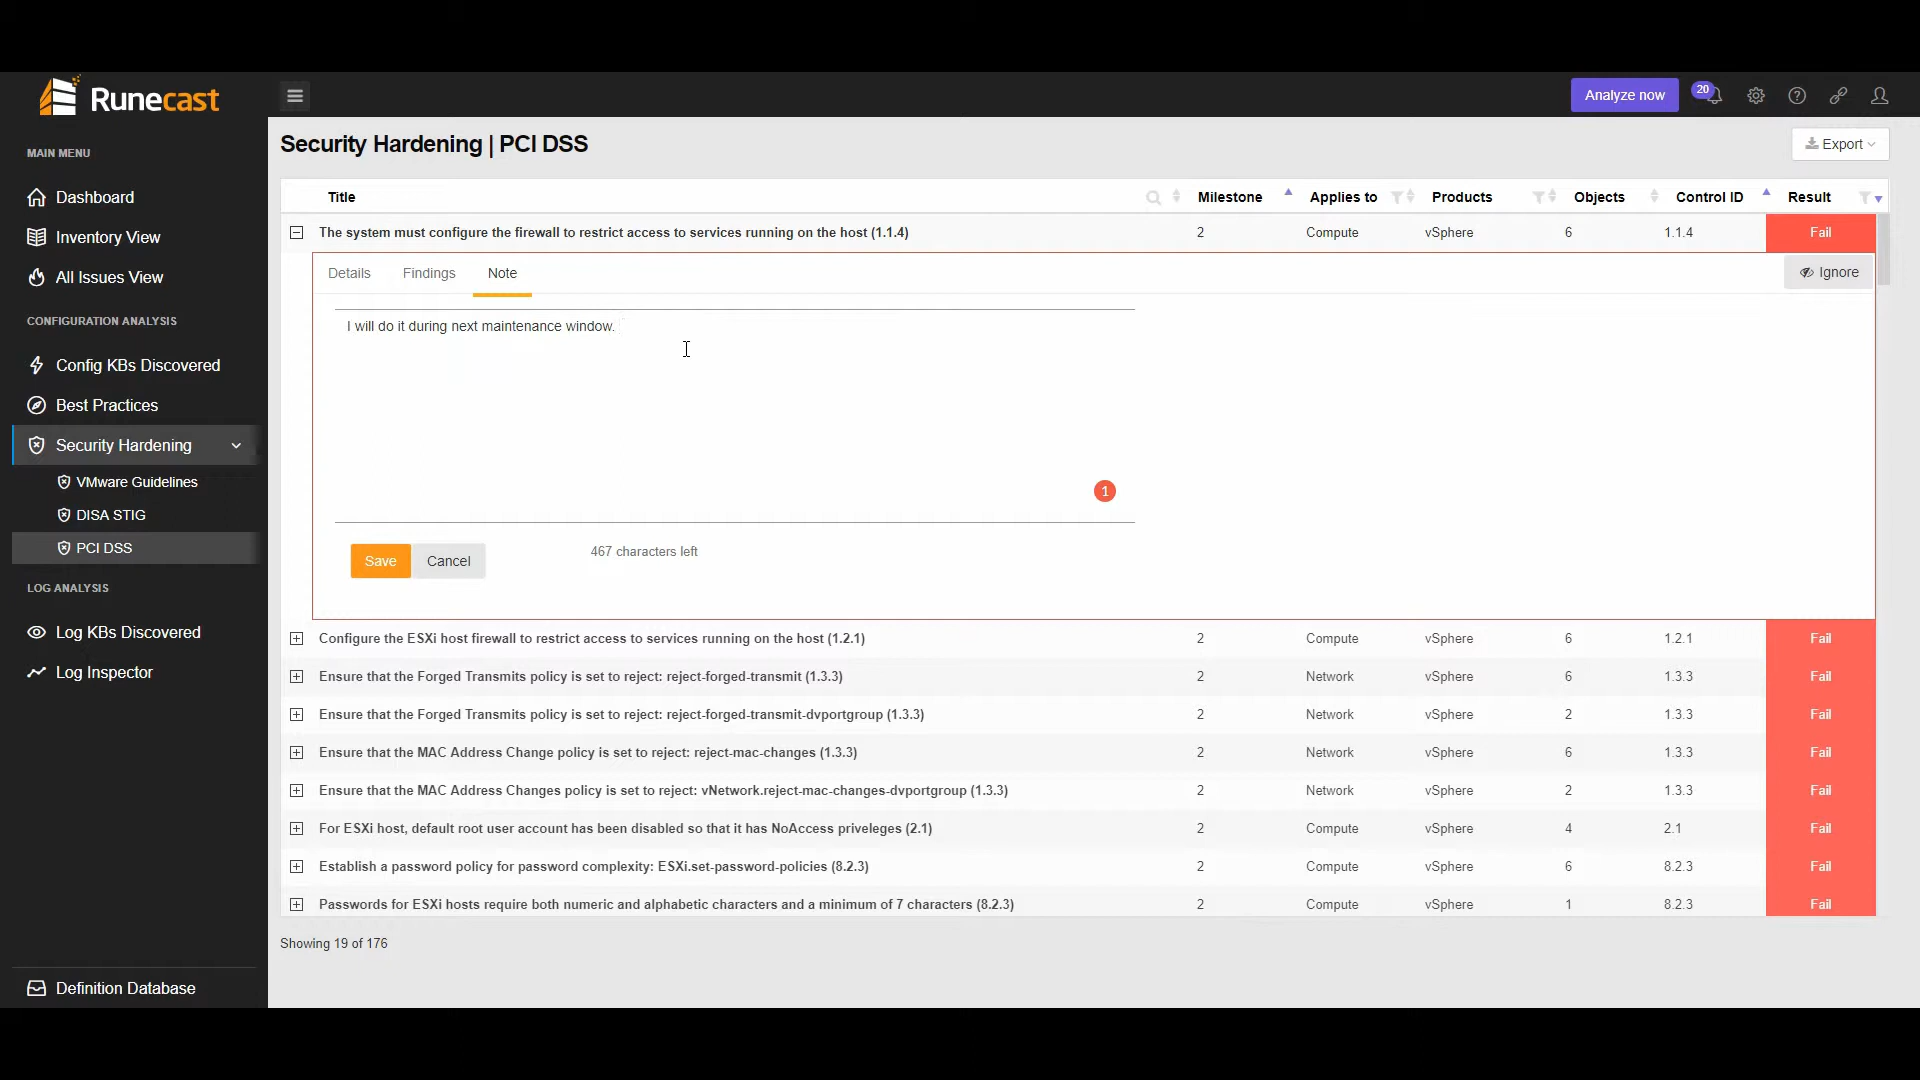 Runecast
Analyze now
20
MAIN MENU
Dashboard
Inventory View
All Issues View
CONFIGURATION ANALYSIS
Config KBs Discovered
Best Practices
Security Hardening
VMware Guidelines
DISA STIG
PCI DSS
LOG ANALYSIS
Log KBs Discovered
Log Inspector
Definition Database
Security Hardening | PCI DSS
Export
Title Milestone Applies to Products Objects Control ID Result
The system must configure the firewall to restrict access to services running on the host (1.1.4) 2 Compute vSphere 6 1.1.4 Fail
Details Findings Note Ignore
I will do it during next maintenance window.
1
Save Cancel 467 characters left
Configure the ESXi host firewall to restrict access to services running on the host (1.2.1) 2 Compute vSphere 6 1.2.1 Fail
Ensure that the Forged Transmits policy is set to reject: reject-forged-transmit (1.3.3) 2 Network vSphere 6 1.3.3 Fail
Ensure that the Forged Transmits policy is set to reject: reject-forged-transmit-dvportgroup (1.3.3) 2 Network vSphere 2 1.3.3 Fail
Ensure that the MAC Address Change policy is set to reject: reject-mac-changes (1.3.3) 2 Network vSphere 6 1.3.3 Fail
Ensure that the MAC Address Changes policy is set to reject: vNetwork.reject-mac-changes-dvportgroup (1.3.3) 2 Network vSphere 2 1.3.3 Fail
For ESXi host, default root user account has been disabled so that it has NoAccess priveleges (2.1) 2 Compute vSphere 4 2.1 Fail
Establish a password policy for password complexity: ESXi.set-password-policies (8.2.3) 2 Compute vSphere 6 8.2.3 Fail
Passwords for ESXi hosts require both numeric and alphabetic characters and a minimum of 7 characters (8.2.3) 2 Compute vSphere 1 8.2.3 Fail
Showing 19 of 176